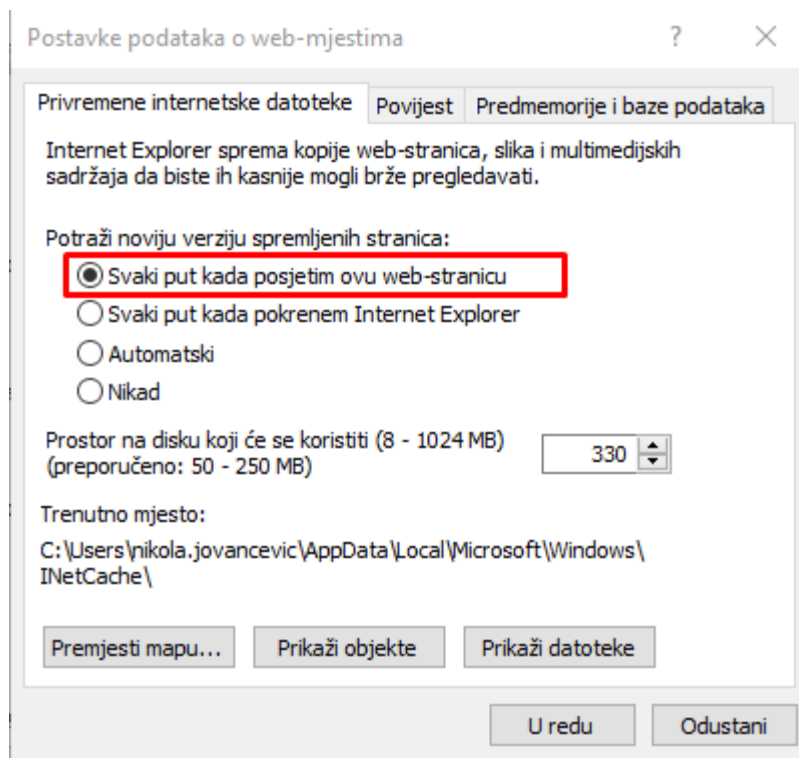 Postavke podataka o web-mjestima
?
Privremene internetske datoteke Povijest Predmemorije i baze podataka
Internet Explorer sprema kopije web-stranica, slika i multimedijskih
sadržaja da biste ih kasnije mogli brže pregledavati.
Potraži noviju verziju spremljenih stranica:
Svaki put kada posjetim ovu web-stranicu
Svaki put kada pokrenem Internet Explorer
Automatski
Nikad
Prostor na disku koji će se koristiti (8 - 1024 MB)
(preporučeno: 50 - 250 MB)
330
Trenutno mjesto:
C:\Users\nikola.jovancevic\AppData\Local\Microsoft\Windows\
INetCache\
Premjesti mapu... Prikaži objekte Prikaži datoteke
U redu Odustani